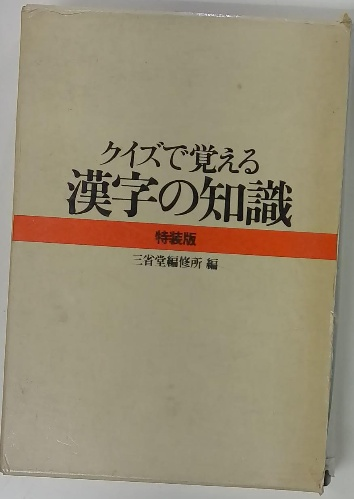 クイズで覚える
漢字の知識
特装版
三省堂編修所 編